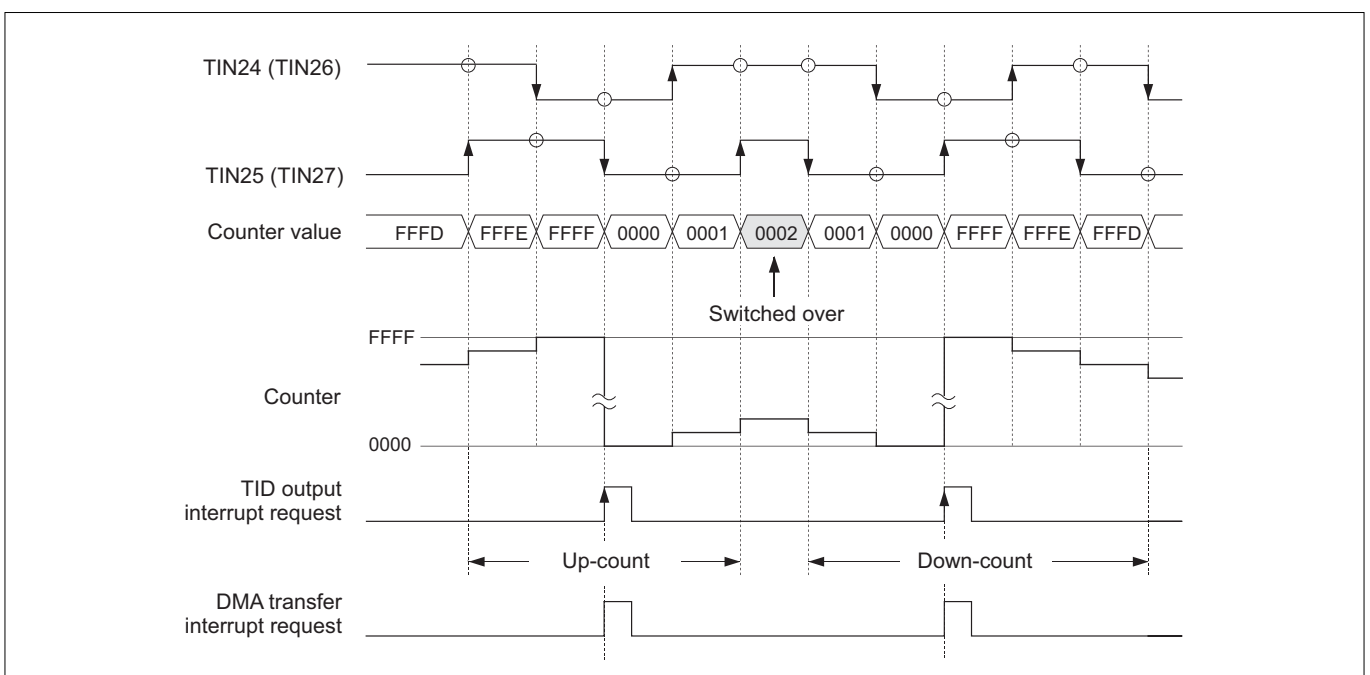 TIN24 (TIN26)
TIN25 (TIN27)
Counter value
FFFD FFFE FFFF 0000 0001 0002 0001 0000 FFFF FFFE FFFD
Switched over
FFFF
Counter
0000
TID output
interrupt request
Up-count Down-count
DMA transfer
interrupt request